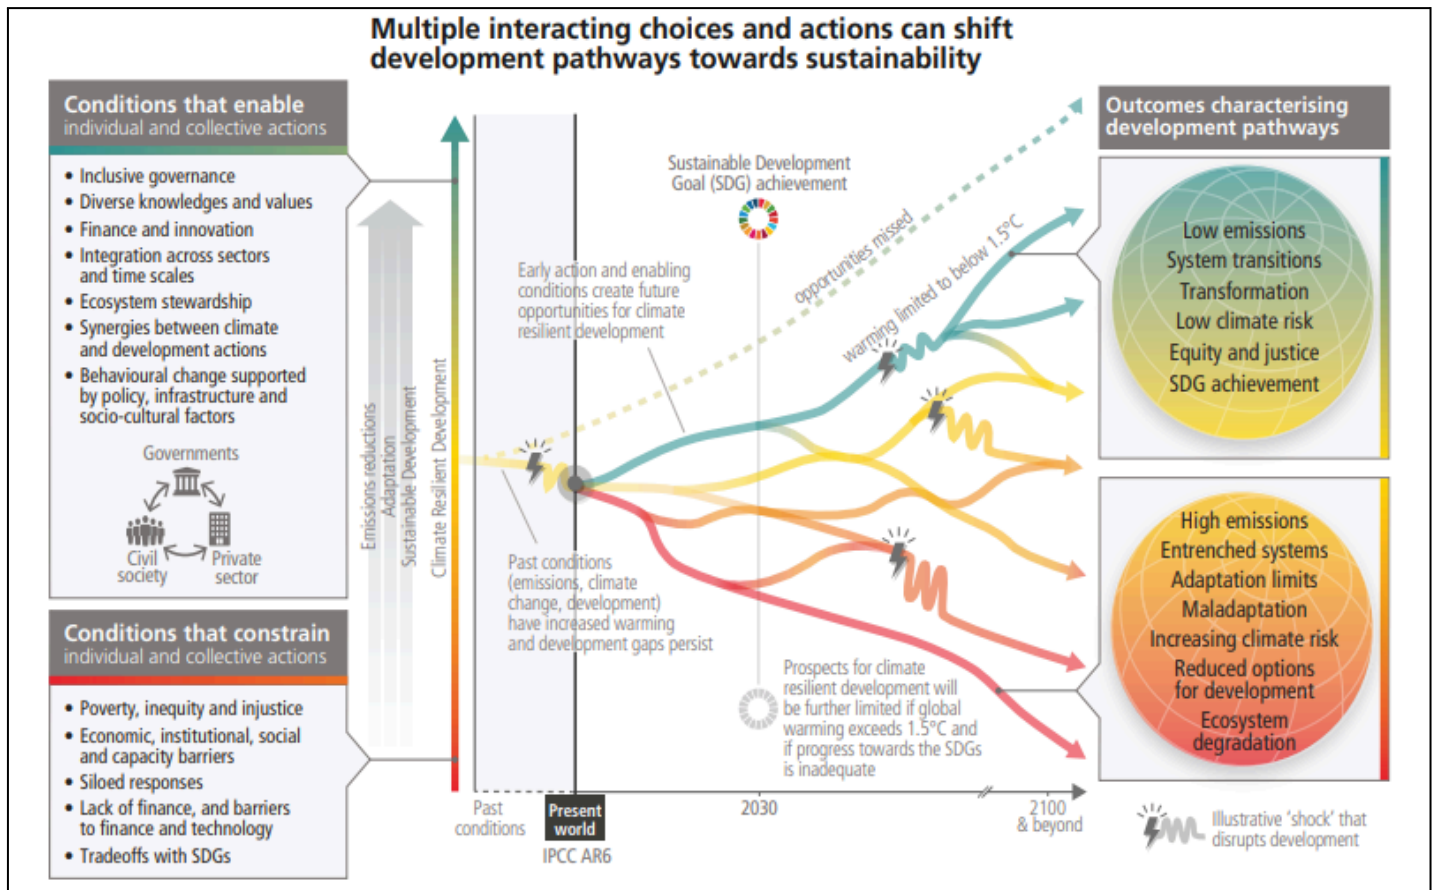 Multiple interacting choices and actions can shift
development pathways towards sustainability
Conditions that enable
individual and collective actions
• Inclusive governance
• Diverse knowledges and values
• Finance and innovation
• Integration across sectors
and time scales
• Ecosystem stewardship
• Synergies between climate
and development actions
• Behavioural change supported
by policy, infrastructure and
socio-cultural factors
Governments
Civil
society
Private
sector
Conditions that constrain
individual and collective actions
• Poverty, inequity and injustice
• Economic, institutional, social
and capacity barriers
• Siloed responses
• Lack of finance, and barriers
to finance and technology
• Tradeoffs with SDGs
Emissions reductions
Adaptation
Sustainable Development
Climate Resilient Development
Sustainable Development
Goal (SDG) achievement
Early action and enabling
conditions create future
opportunities for climate
resilient development
opportunities missed
warming limited to below 1.5°C
Past conditions
(emissions, climate
change, development)
have increased warming
and development gaps persist
Prospects for climate
resilient development will
be further limited if global
warming exceeds 1.5°C and
if progress towards the SDGs
is inadequate
Past
conditions
Present
world
IPCC AR6
2030
2100
& beyond
Outcomes characterising
development pathways
Low emissions
System transitions
Transformation
Low climate risk
Equity and justice
SDG achievement
High emissions
Entrenched systems
Adaptation limits
Maladaptation
Increasing climate risk
Reduced options
for development
Ecosystem
degradation
Illustrative 'shock' that
disrupts development